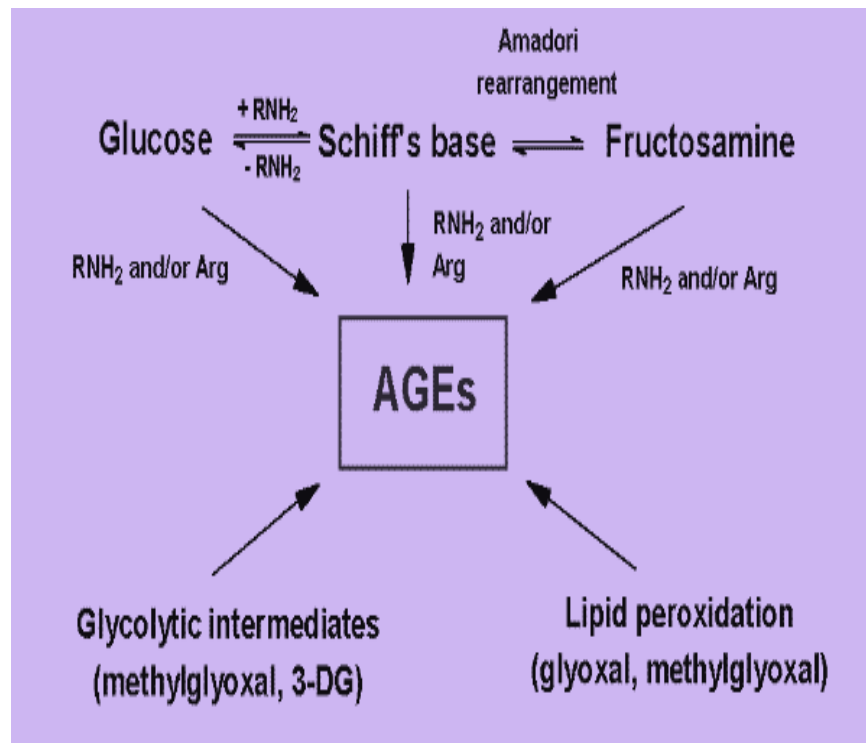 Amadori
rearrangement
+ RNH₂
Glucose Schiff's base Fructosamine
- RNH₂
RNH₂ and/or
Arg
RNH₂ and/or Arg
RNH₂ and/or Arg
AGEs
Glycolytic intermediates
(methylglyoxal, 3-DG)
Lipid peroxidation
(glyoxal, methylglyoxal)